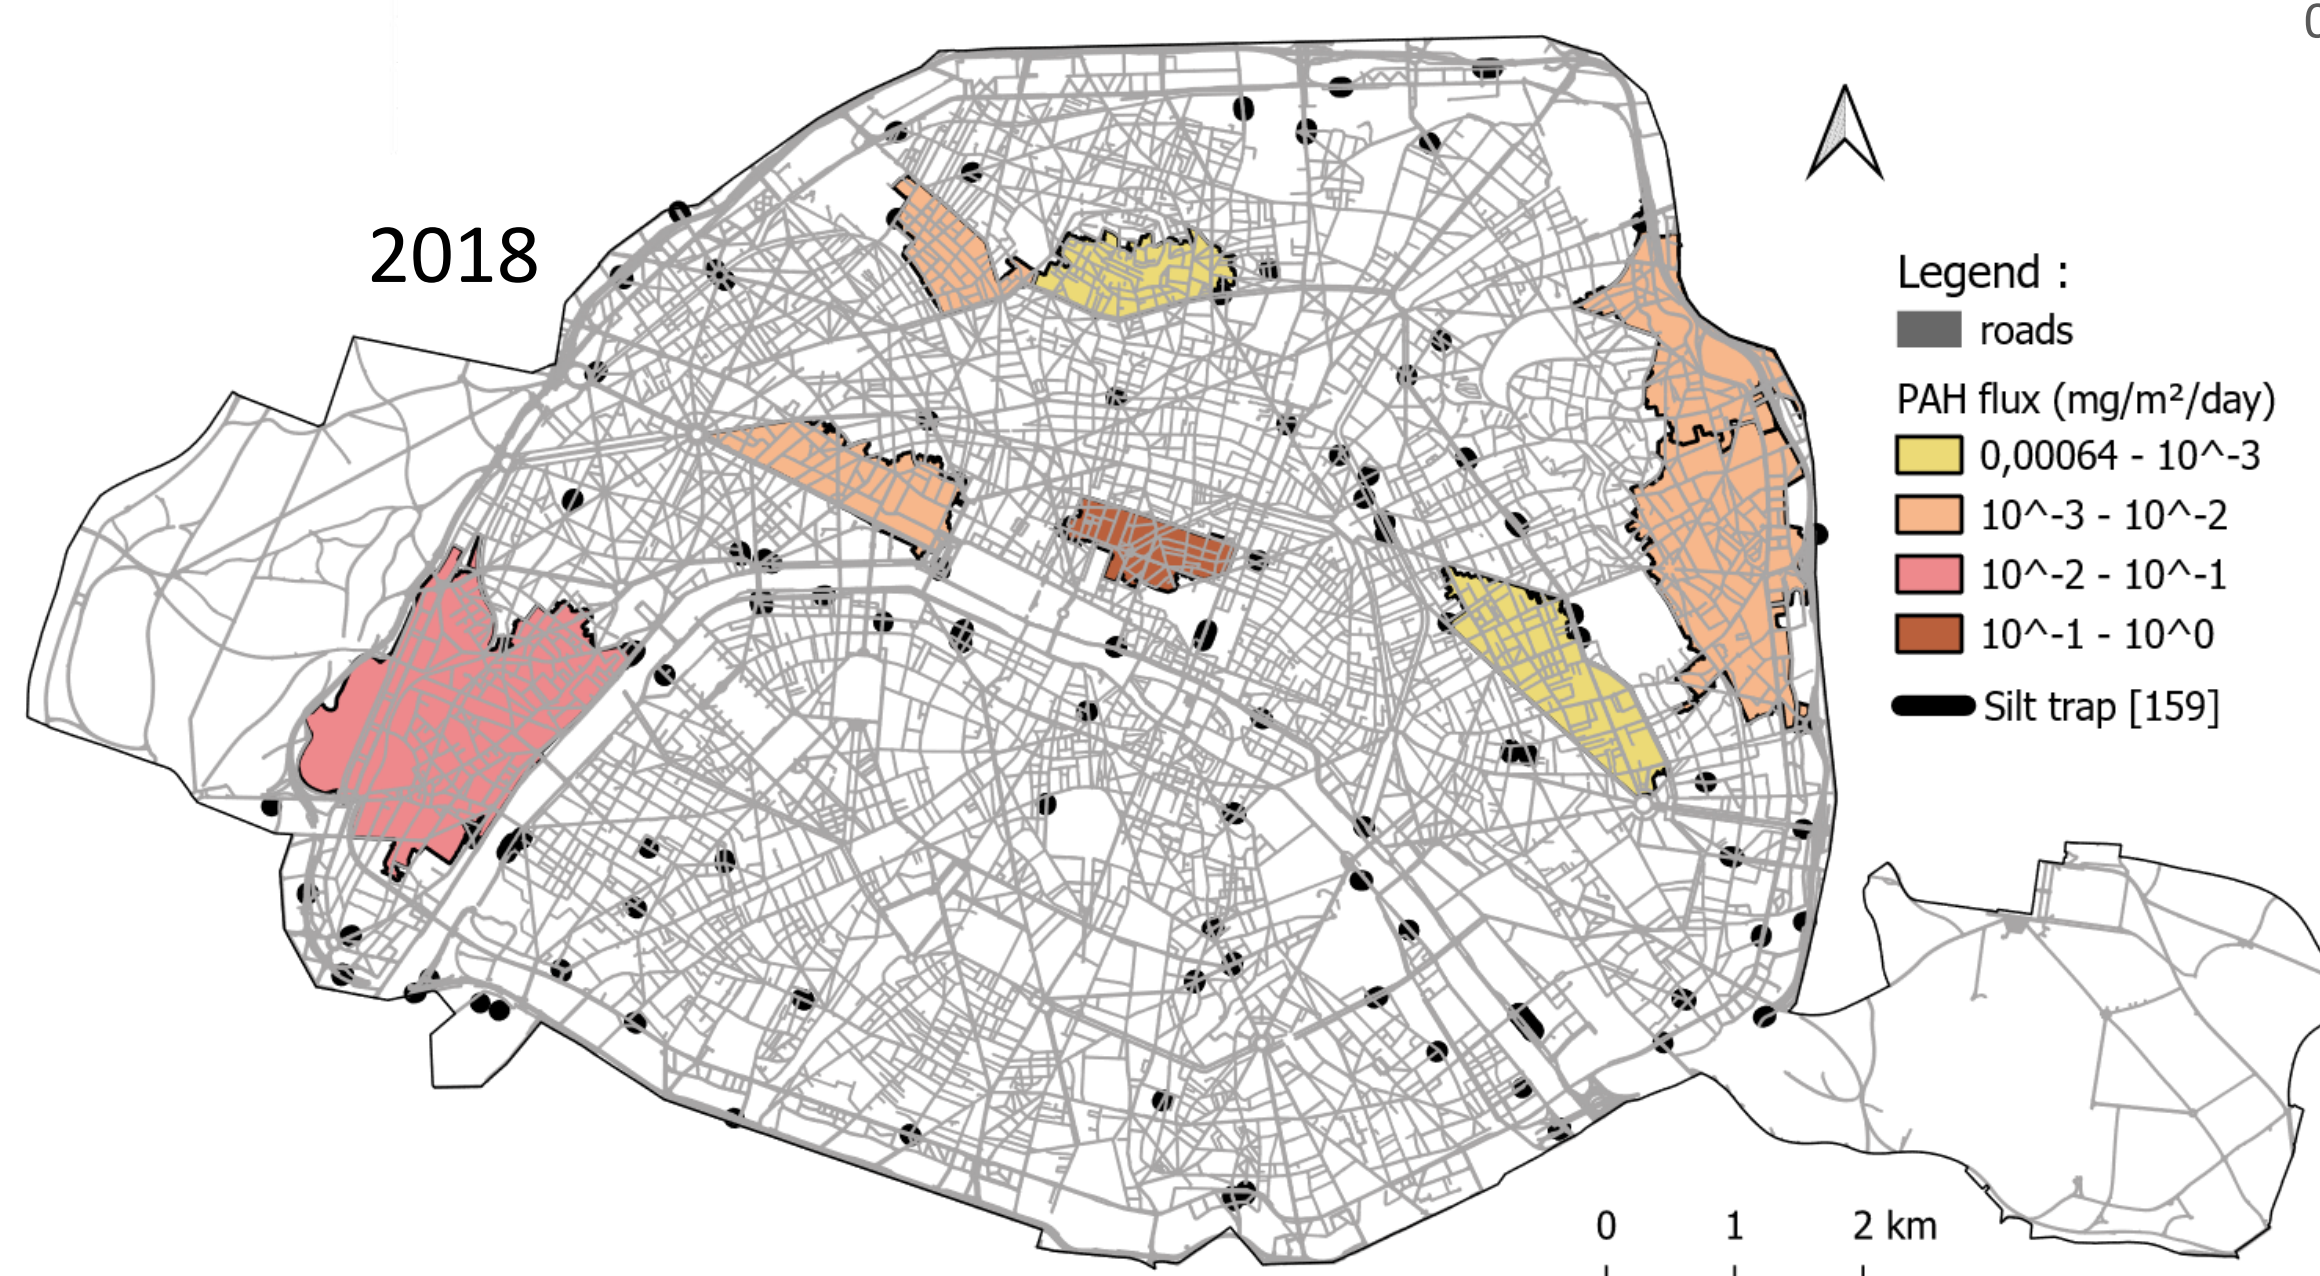 2018
Legend :
roads
PAH flux (mg/m²/day)
0,00064 - 10^-3
10^-3 - 10^-2
10^-2 - 10^-1
10^-1 - 10^0
Silt trap [159]
0 1 2 km